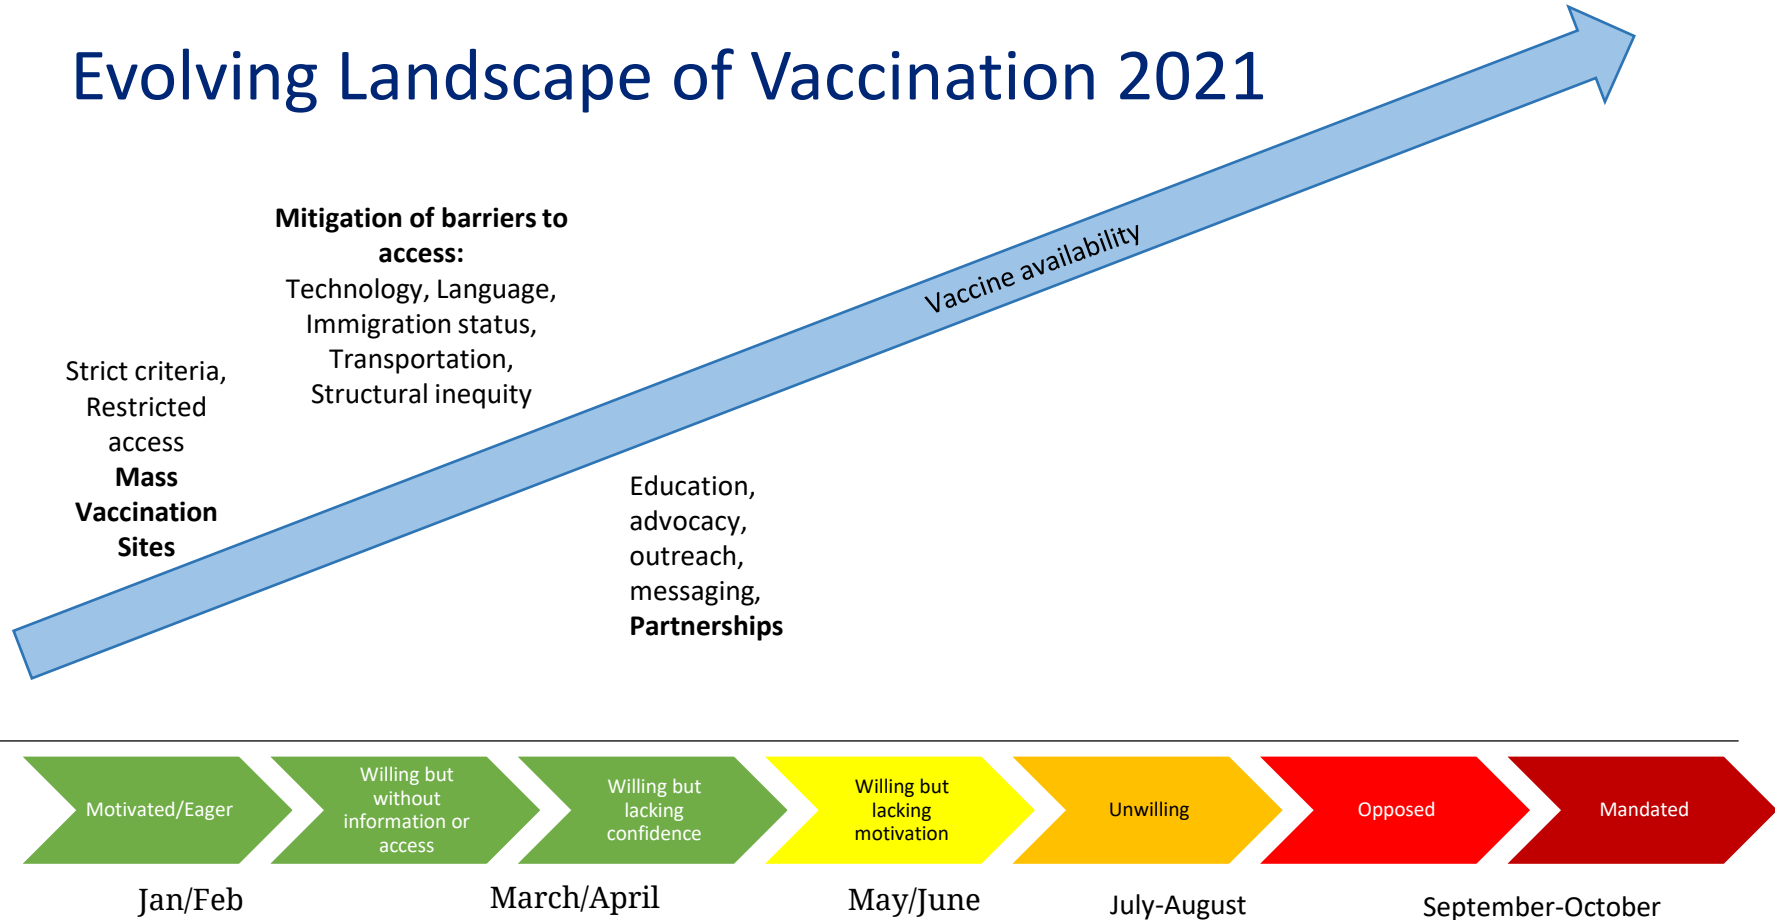 Evolving Landscape of Vaccination 2021
Mitigation of barriers to
access:
Technology, Language,
Immigration status,
Transportation,
Structural inequity
Vaccine availability
Strict criteria,
Restricted
access
Mass
Vaccination
Sites
Education,
advocacy,
outreach,
messaging,
Partnerships
Motivated/Eager
Willing but
without
information or
access
Willing but
lacking
confidence
Willing but
lacking
motivation
Unwilling
Opposed
Mandated
Jan/Feb
March/April
May/June
July-August
September-October